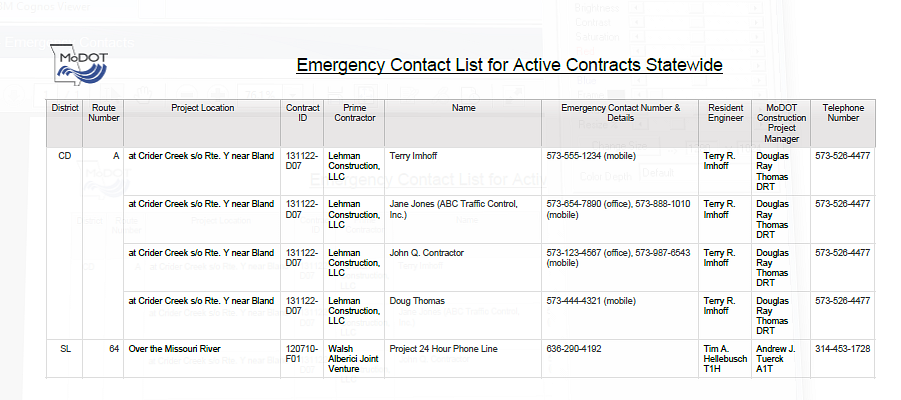 MoDOT
Emergency Contact List for Active Contracts Statewide
District Route Number Project Location Contract ID Prime Contractor Name Emergency Contact Number & Details Resident Engineer MoDOT Construction Project Manager Telephone Number
CD A at Crider Creek s/o Rte. Y near Bland 131122-D07 Lehman Construction, LLC Terry Imhoff 573-555-1234 (mobile) Terry R. Imhoff Douglas Ray Thomas DRT 573-526-4477
at Crider Creek s/o Rte. Y near Bland 131122-D07 Lehman Construction, LLC Jane Jones (ABC Traffic Control, Inc.) 573-654-7890 (office), 573-888-1010 (mobile) Terry R. Imhoff Douglas Ray Thomas DRT 573-526-4477
at Crider Creek s/o Rte. Y near Bland 131122-D07 Lehman Construction, LLC John Q. Contractor 573-123-4567 (office), 573-987-6543 (mobile) Terry R. Imhoff Douglas Ray Thomas DRT 573-526-4477
at Crider Creek s/o Rte. Y near Bland 131122-D07 Lehman Construction, LLC Doug Thomas 573-444-4321 (mobile) Terry R. Imhoff Douglas Ray Thomas DRT 573-526-4477
SL 64 Over the Missouri River 120710-F01 Walsh Alberici Joint Venture Project 24 Hour Phone Line 636-290-4192 Tim A. Hellebusch T1H Andrew J. Tuerck A1T 314-453-1728